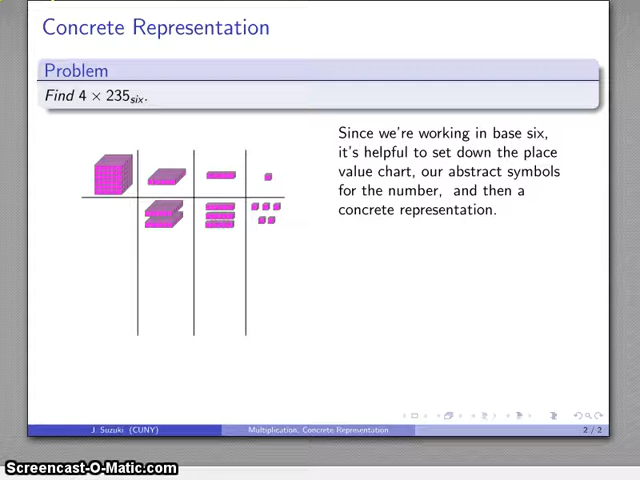 Concrete Representation
Problem
Find 4 × 235six.
Since we're working in base six,
it's helpful to set down the place
value chart, our abstract symbols
for the number, and then a
concrete representation.
J. Suzuki (CUNY)
Multiplication, Concrete Representation
2 / 2
Screencast-O-Matic.com